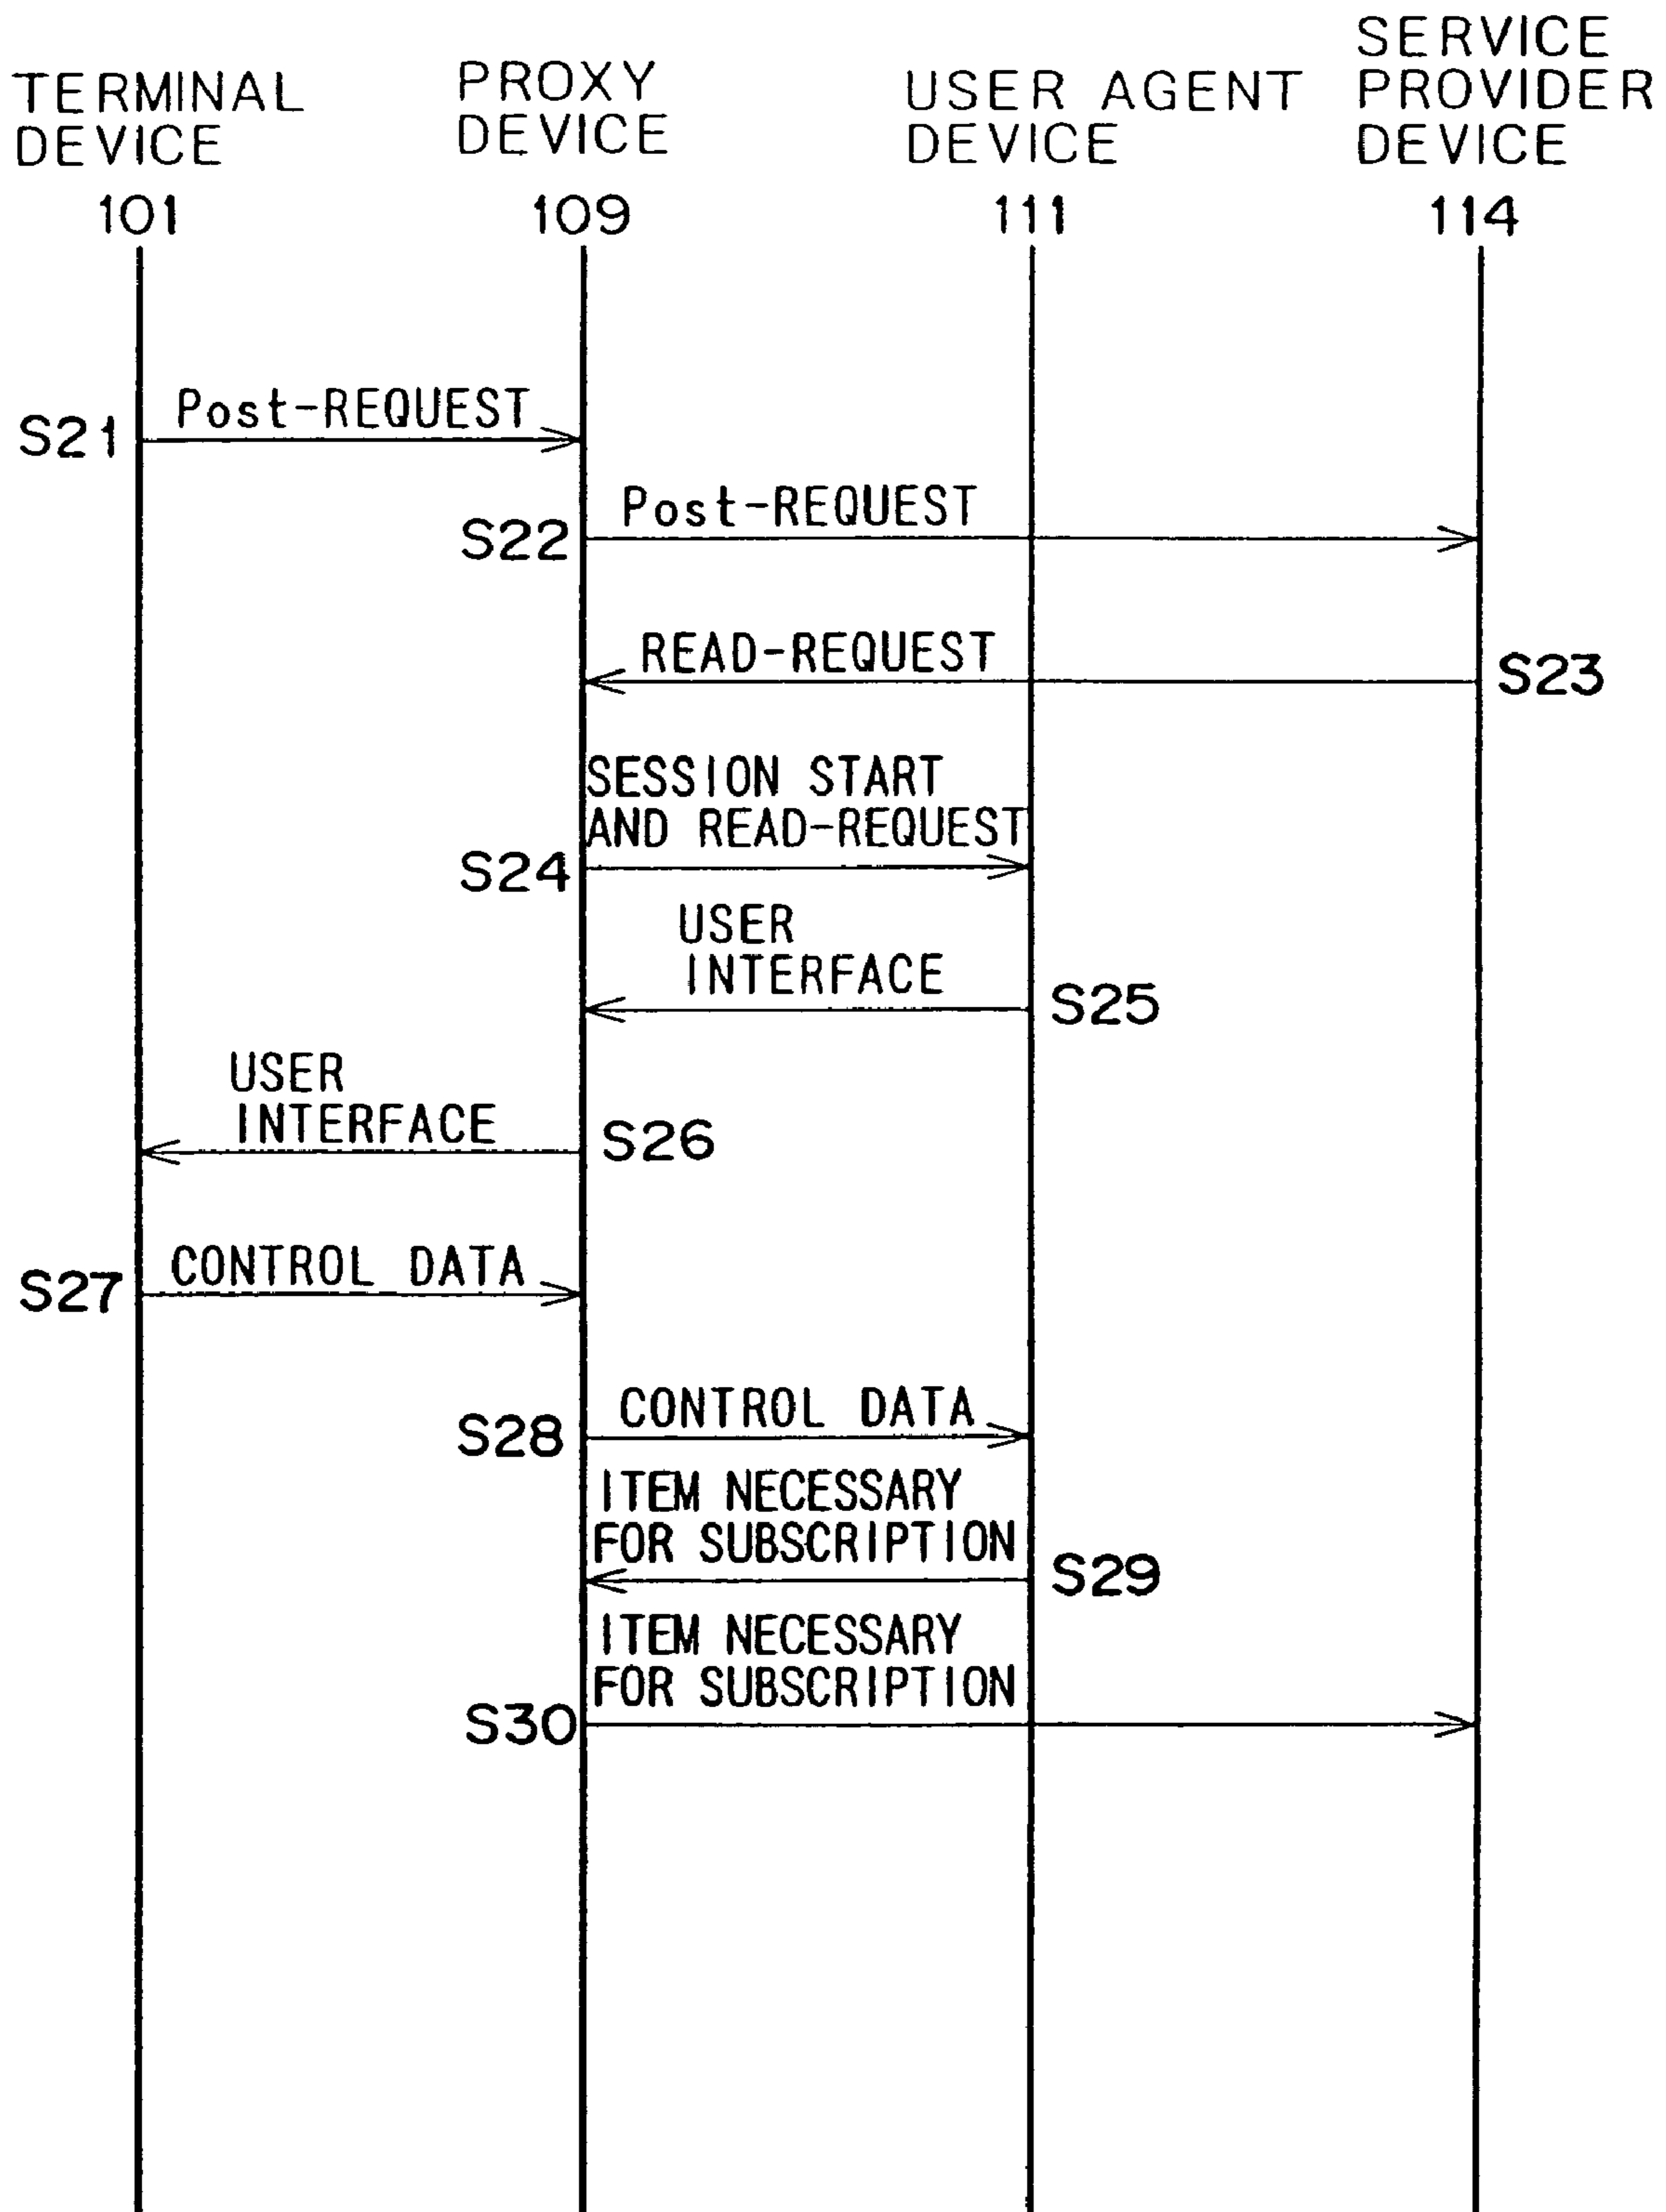 TERMINAL
DEVICE
101
PROXY
DEVICE
109
USER AGENT
DEVICE
111
SERVICE
PROVIDER
DEVICE
114
S21
Post-REQUEST
S22
Post-REQUEST
READ-REQUEST
S23
SESSION START
AND READ-REQUEST
S24
USER
INTERFACE
S25
USER
INTERFACE
S26
S27
CONTROL DATA
S28
CONTROL DATA
ITEM NECESSARY
FOR SUBSCRIPTION
S29
ITEM NECESSARY
FOR SUBSCRIPTION
S30